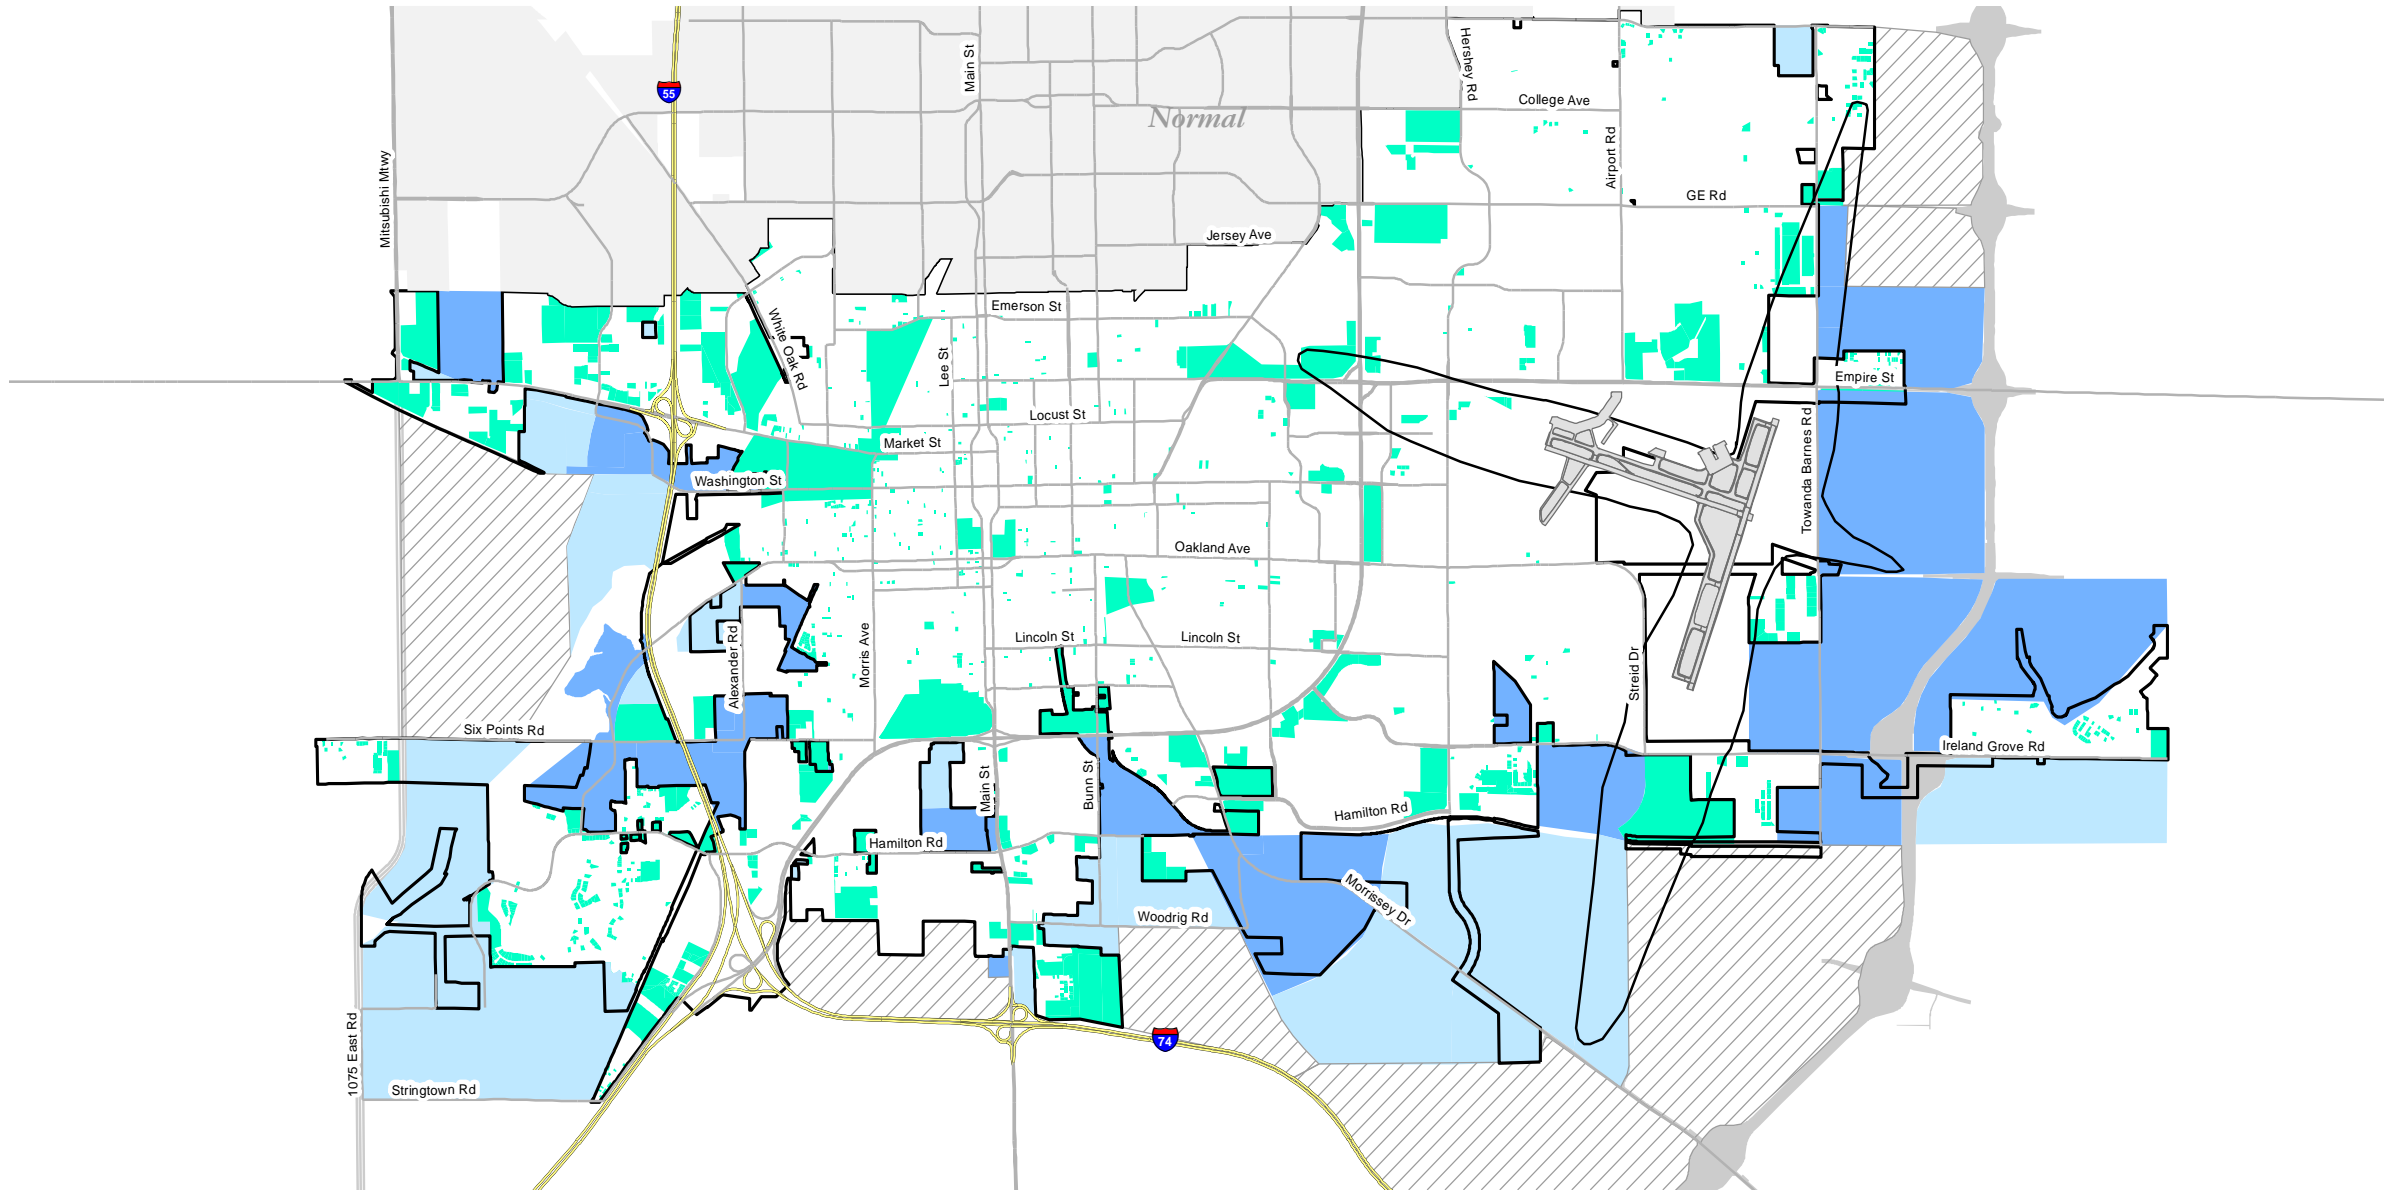 Main St
Hershey Rd
55
College Ave
Normal
Airport Rd
Mitsubishi Mtwy
GE Rd
Jersey Ave
Emerson St
White Oak Rd
Lee St
Empire St
Locust St
Market St
Towanda Barnes Rd
Washington St
Oakland Ave
Alexander Rd
Morris Ave
Lincoln St
Lincoln St
Streid Dr
Six Points Rd
Ireland Grove Rd
Main St
Bunn St
Hamilton Rd
Hamilton Rd
Morrissey Dr
Woodrig Rd
74
1075 East Rd
Stringtown Rd